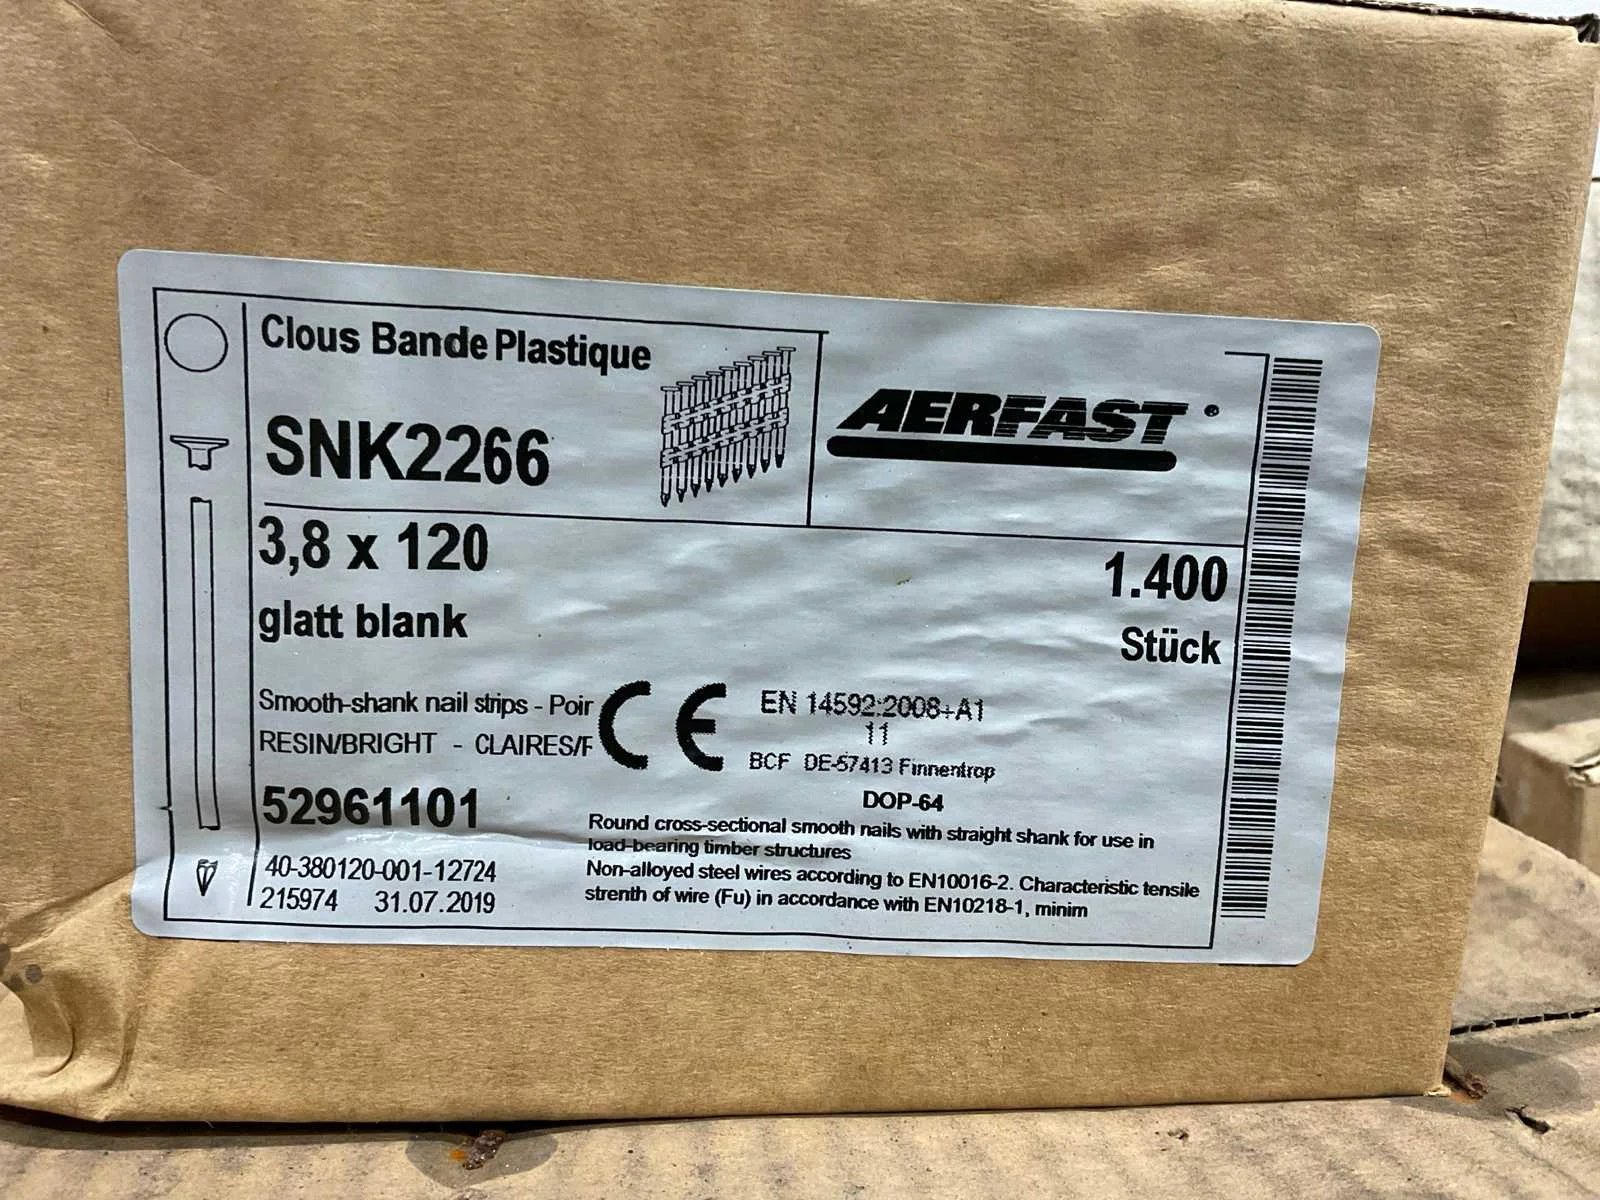 Clous Bande Plastique
SNK2266
AERFAST
3,8 x 120
1.400
glatt blank
Stück
Smooth-shank nail strips - Poir
RESIN/BRIGHT - CLAIRES/F
CE
EN 14592:2008+A1
11
BCF DE-57413 Finnentrop
DOP-64
52961101
Round cross-sectional smooth nails with straight shank for use in
load-bearing timber structures
Non-alloyed steel wires according to EN10016-2. Characteristic tensile
strenth of wire (Fu) in accordance with EN10218-1, minim
40-380120-001-12724
215974 31.07.2019